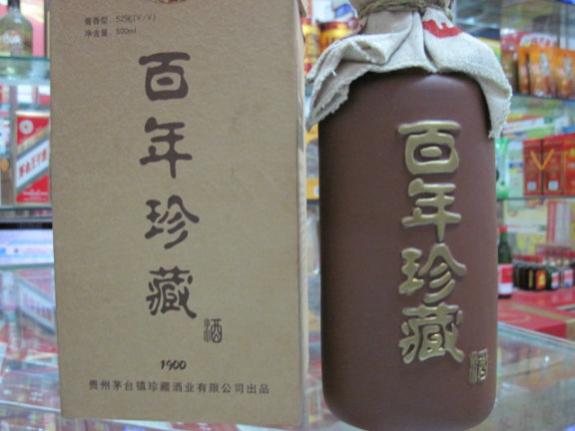 酱香型 52%(V/V)
净含量: 500ml
百年珍藏
酒
1900
贵州茅台镇珍藏酒业有限公司出品
百年珍藏
酒